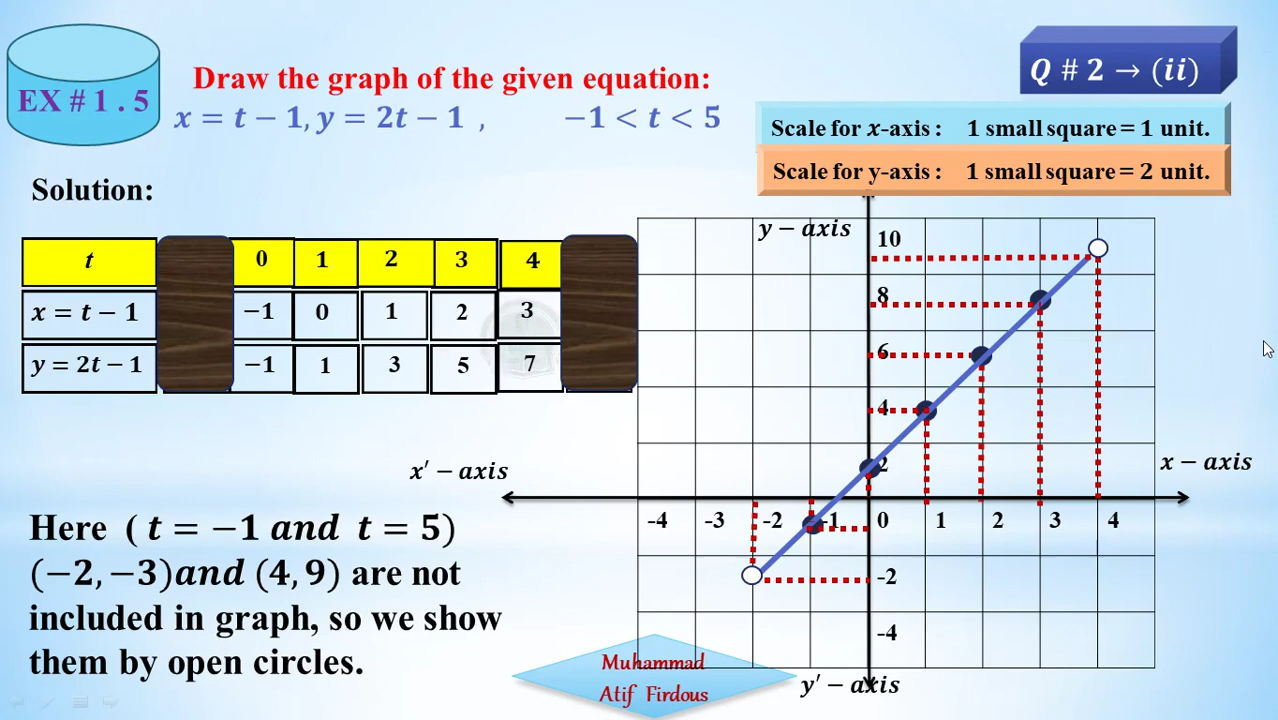 EX # 1 . 5
Draw the graph of the given equation:
x = t − 1, y = 2t − 1 , −1 < t < 5
Q # 2 → (ii)
Scale for x-axis : 1 small square = 1 unit.
Scale for y-axis : 1 small square = 2 unit.
Solution:
t 0 1 2 3 4
x = t − 1 −1 0 1 2 3
y = 2t − 1 −1 1 3 5 7
y − axis
10
8
6
4
2
x′ − axis
x − axis
-4 -3 -2 -1 0 1 2 3 4
-2
-4
y′ − axis
Here ( t = −1 and t = 5)
(−2, −3)and (4, 9) are not
included in graph, so we show
them by open circles.
Muhammad
Atif Firdous